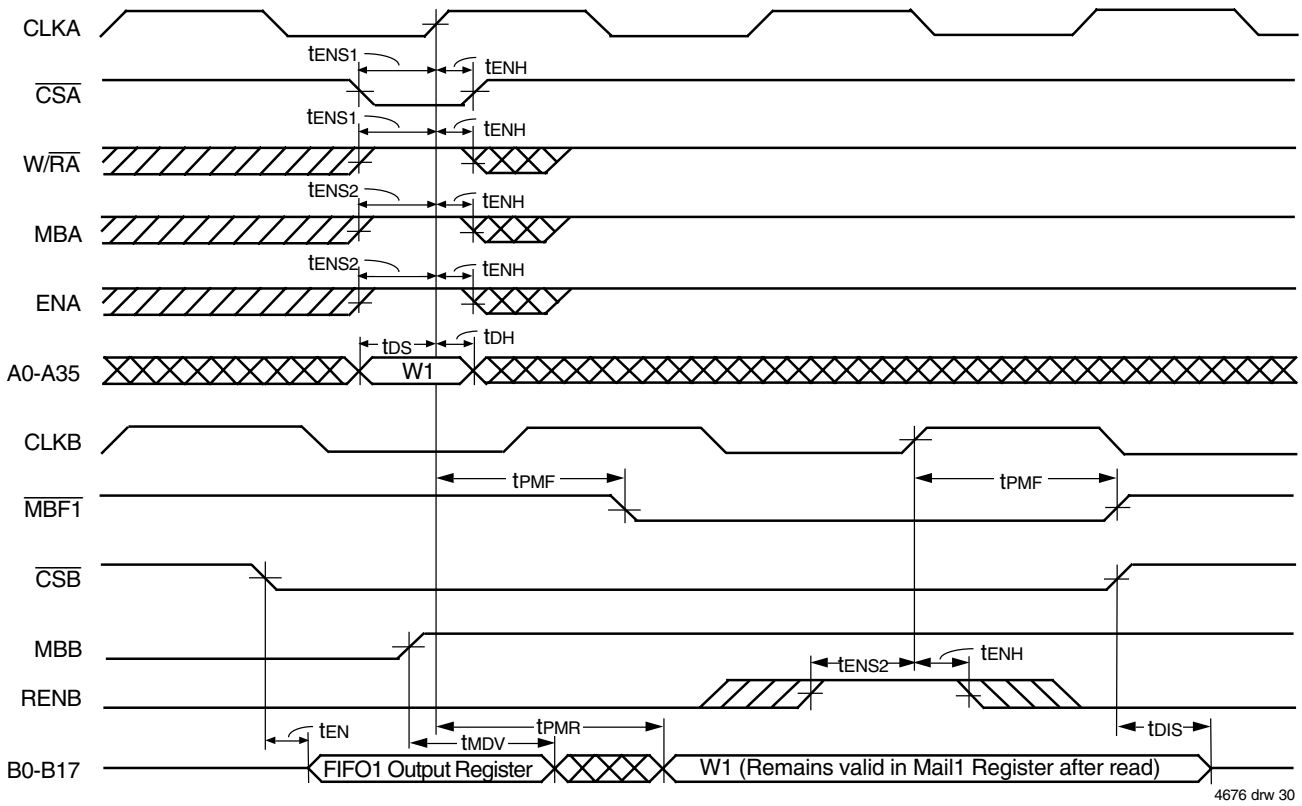 CLKA
tENS1
tENH
CSA
tENS1
tENH
W/RA
tENS2
tENH
MBA
tENS2
tENH
ENA
tDS
tDH
A0-A35
W1
CLKB
tPMF
tPMF
MBF1
CSB
MBB
tENS2
tENH
RENB
tEN
tPMR
tMDV
tDIS
B0-B17
FIFO1 Output Register
W1 (Remains valid in Mail1 Register after read)
4676 drw 30